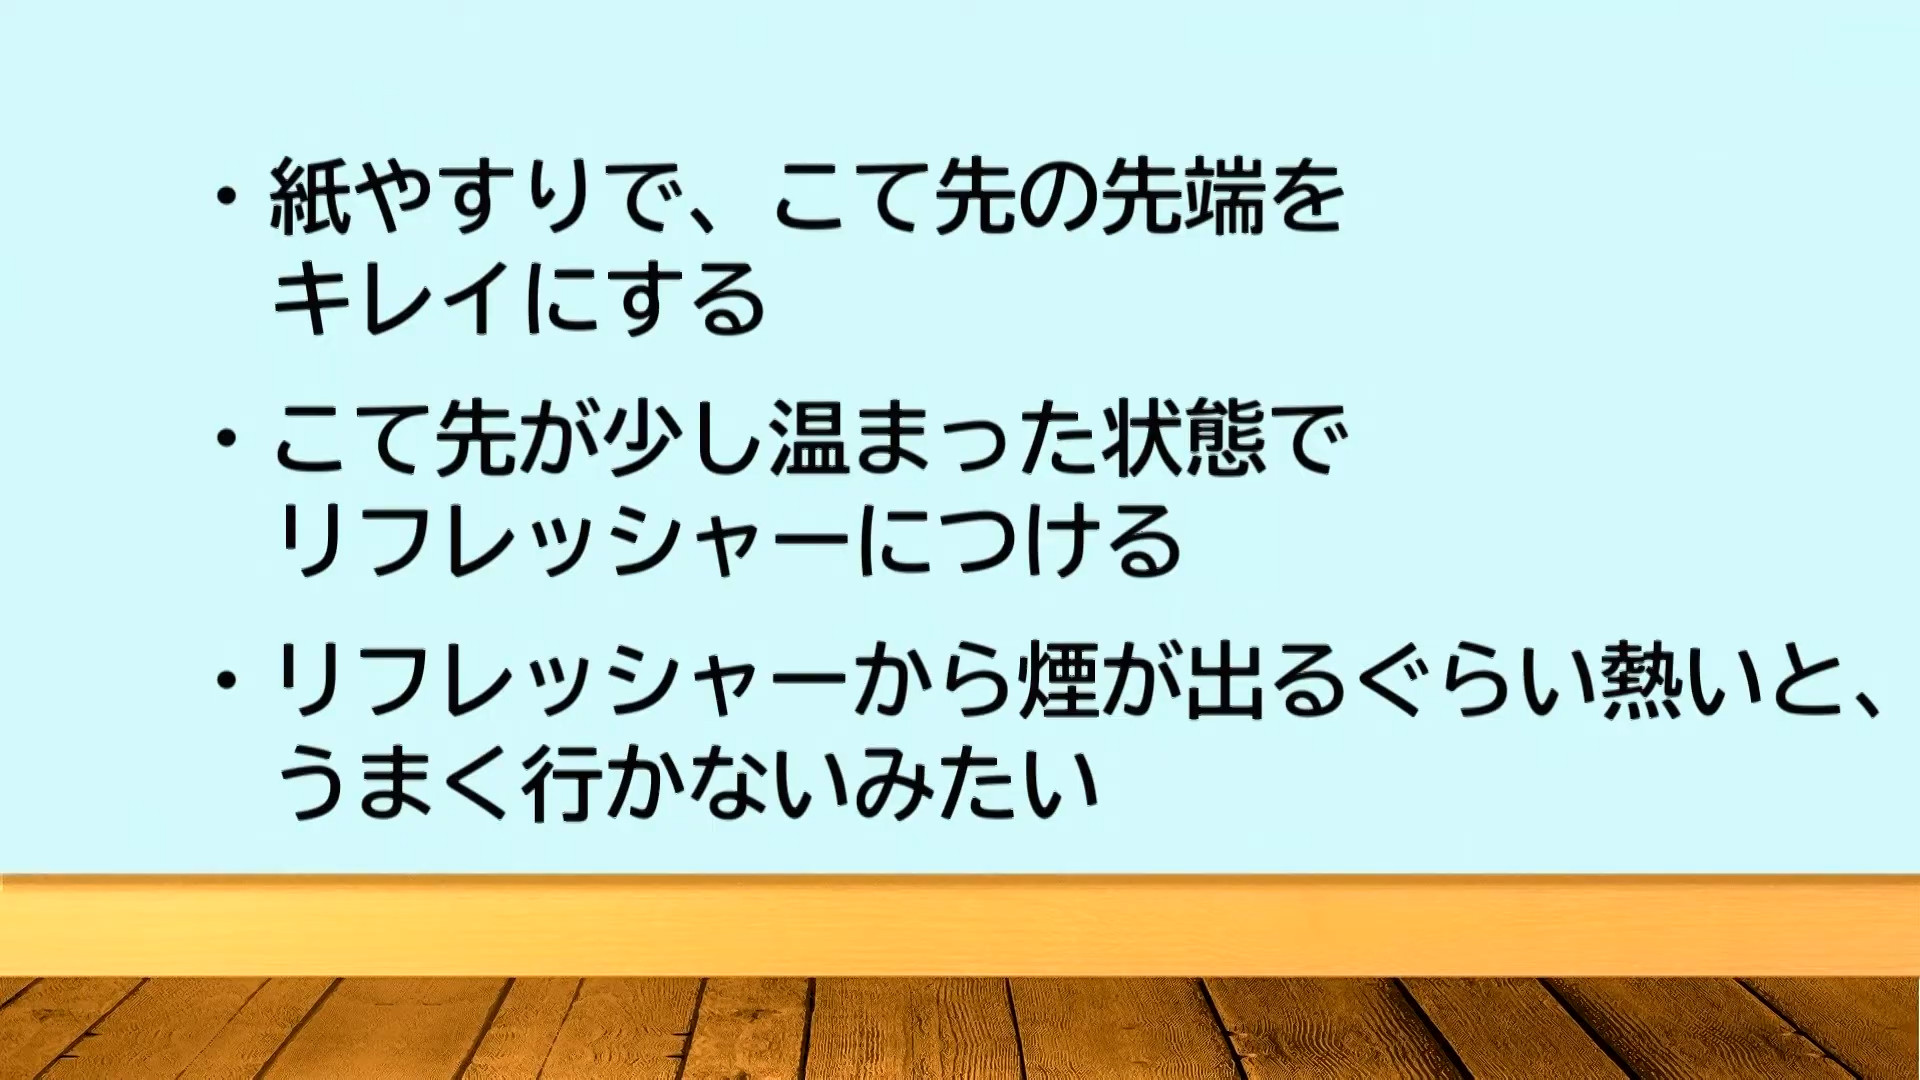 ・紙やすりで、こて先の先端を
キレイにする
・こて先が少し温まった状態で
リフレッシャーにつける
・リフレッシャーから煙が出るぐらい熱いと、
うまく行かないみたい